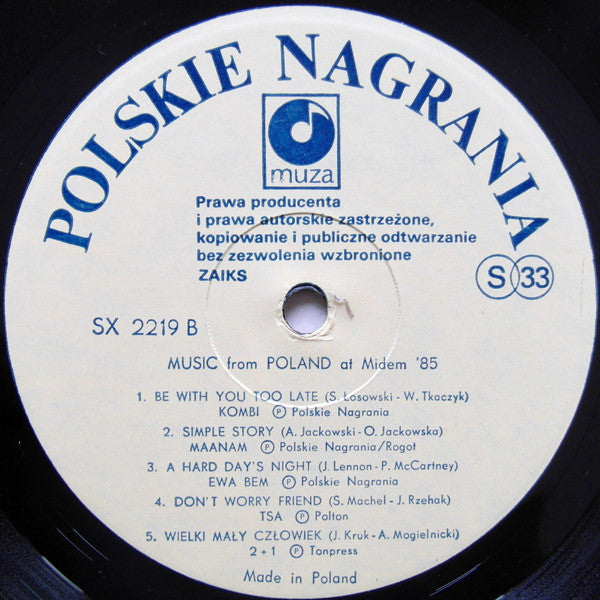 POLSKIE NAGRANIA
muza
Prawa producenta
i prawa autorskie zastrzeżone,
kopiowanie i publiczne odtwarzanie
bez zezwolenia wzbronione
ZAIKS
S 33
SX 2219 B
MUSIC from POLAND at Midem '85
1. BE WITH YOU TOO LATE (S. Łosowski - W. Tkaczyk)
KOMBI Ⓟ Polskie Nagrania
2. SIMPLE STORY (A. Jackowski - O. Jackowska)
MAANAM Ⓟ Polskie Nagrania/Rogot
3. A HARD DAY'S NIGHT (J. Lennon - P. McCartney)
EWA BEM Ⓟ Polskie Nagrania
4. DON'T WORRY FRIEND (S. Machel - J. Rzehak)
TSA Ⓟ Polton
5. WIELKI MAŁY CZŁOWIEK (J. Kruk - A. Mogielnicki)
2+1 Ⓟ Tonpress
Made in Poland